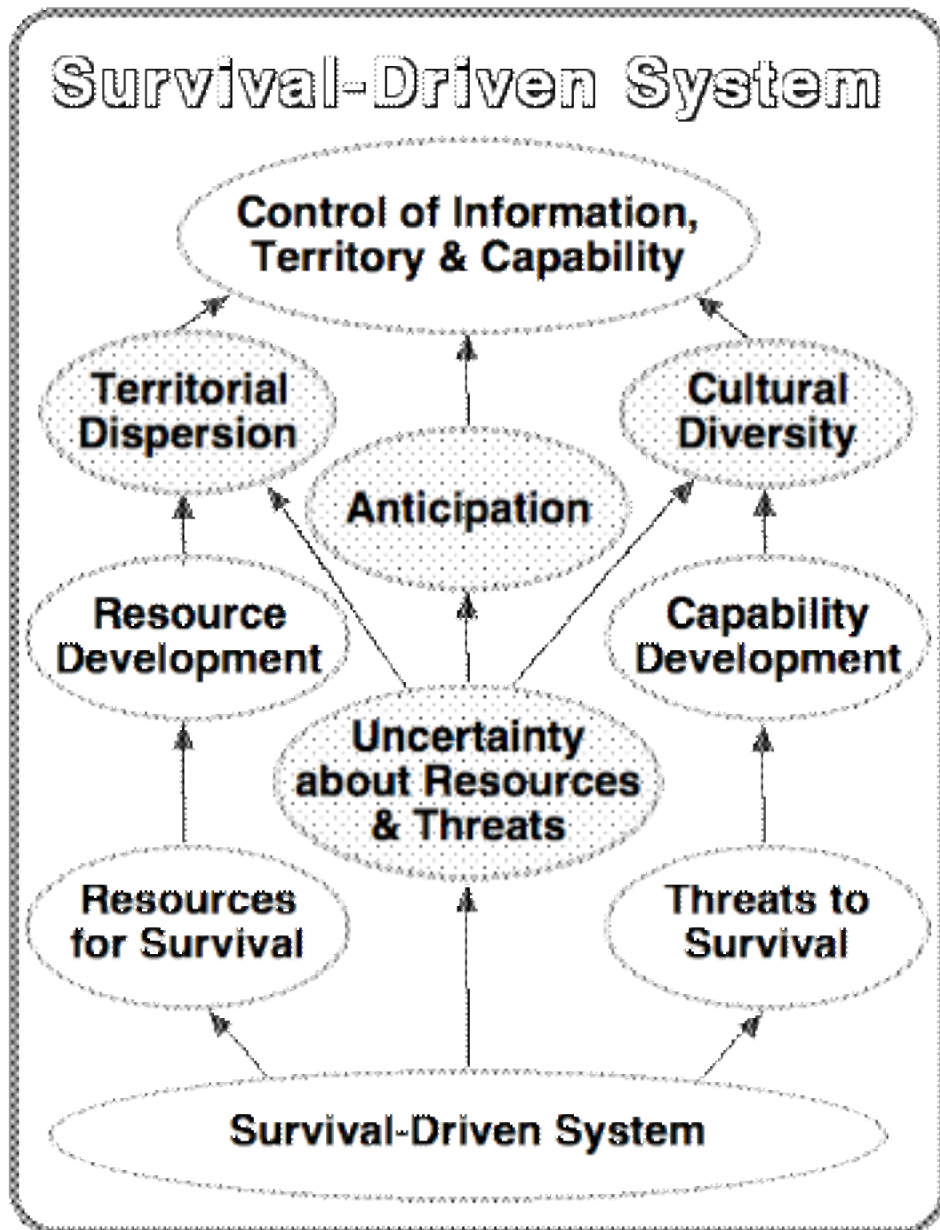 Survival-Driven System
Control of Information,
Territory & Capability
Territorial
Dispersion
Cultural
Diversity
Anticipation
Resource
Development
Capability
Development
Uncertainty
about Resources
& Threats
Resources
for Survival
Threats to
Survival
Survival-Driven System